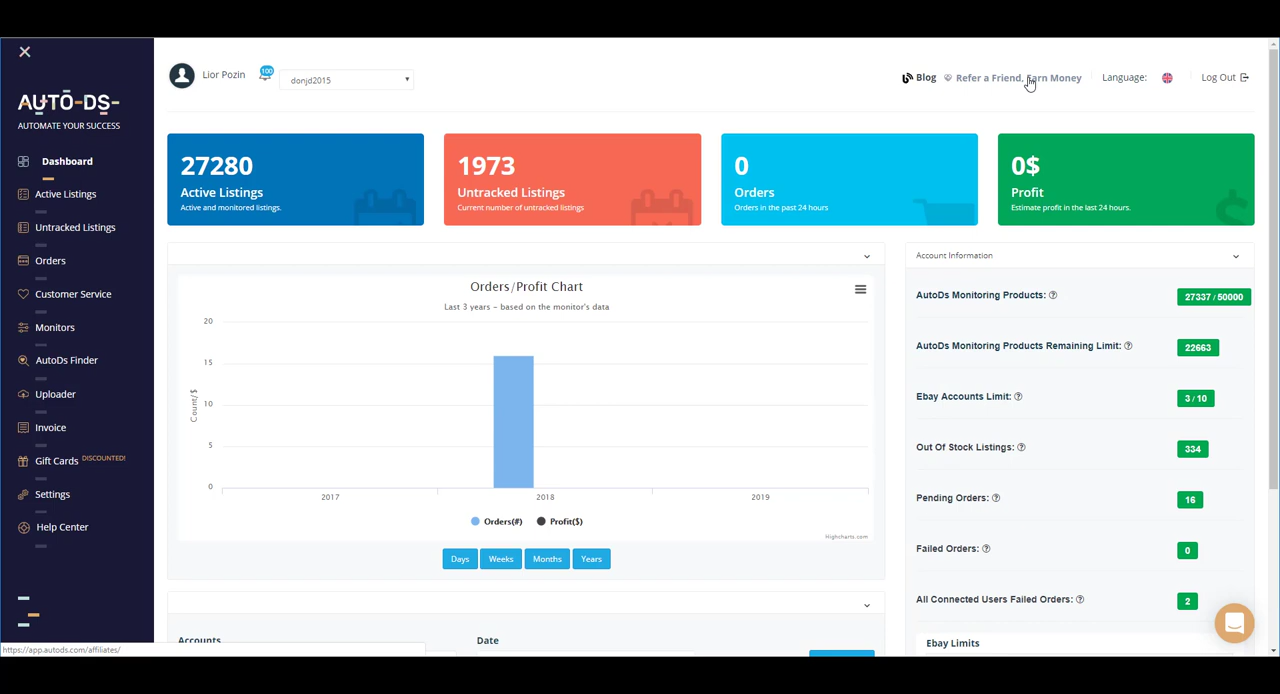 Lior Pozin
100
donjd2015
Blog
Refer a Friend, Earn Money
Language:
Log Out
AUTO-DS-
AUTOMATE YOUR SUCCESS
Dashboard
Active Listings
Untracked Listings
Orders
Customer Service
Monitors
AutoDs Finder
Uploader
Invoice
Gift Cards DISCOUNTED!
Settings
Help Center
27280
Active Listings
Active and monitored listings.
1973
Untracked Listings
Current number of untracked listings
0
Orders
Orders in the past 24 hours
0$
Profit
Estimate profit in the last 24 hours.
Orders/Profit Chart
Last 3 years - based on the monitor's data
Count/$
20
15
10
5
0
2017
2018
2019
Orders(#)
Profit($)
Highcharts.com
Days
Weeks
Months
Years
Accounts
Date
Account Information
AutoDs Monitoring Products: 27337 / 50000
AutoDs Monitoring Products Remaining Limit: 22663
Ebay Accounts Limit: 3 / 10
Out Of Stock Listings: 334
Pending Orders: 16
Failed Orders: 0
All Connected Users Failed Orders: 2
Ebay Limits
https://app.autods.com/affiliates/